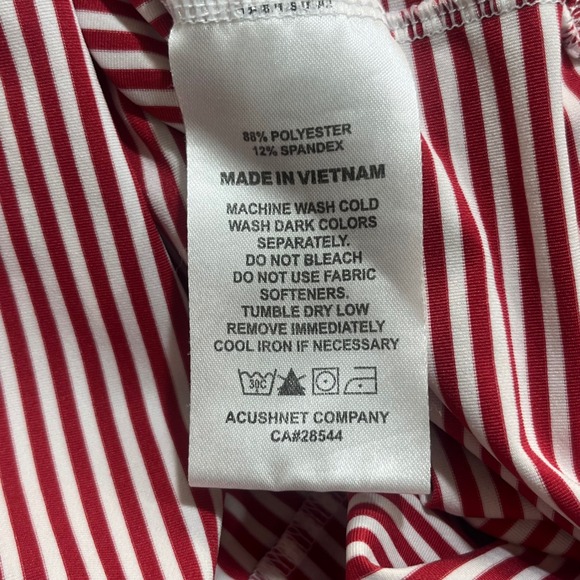 88% POLYESTER
12% SPANDEX
MADE IN VIETNAM
MACHINE WASH COLD
WASH DARK COLORS
SEPARATELY.
DO NOT BLEACH
DO NOT USE FABRIC
SOFTENERS.
TUMBLE DRY LOW
REMOVE IMMEDIATELY
COOL IRON IF NECESSARY
30C
ACUSHNET COMPANY
CA#28544